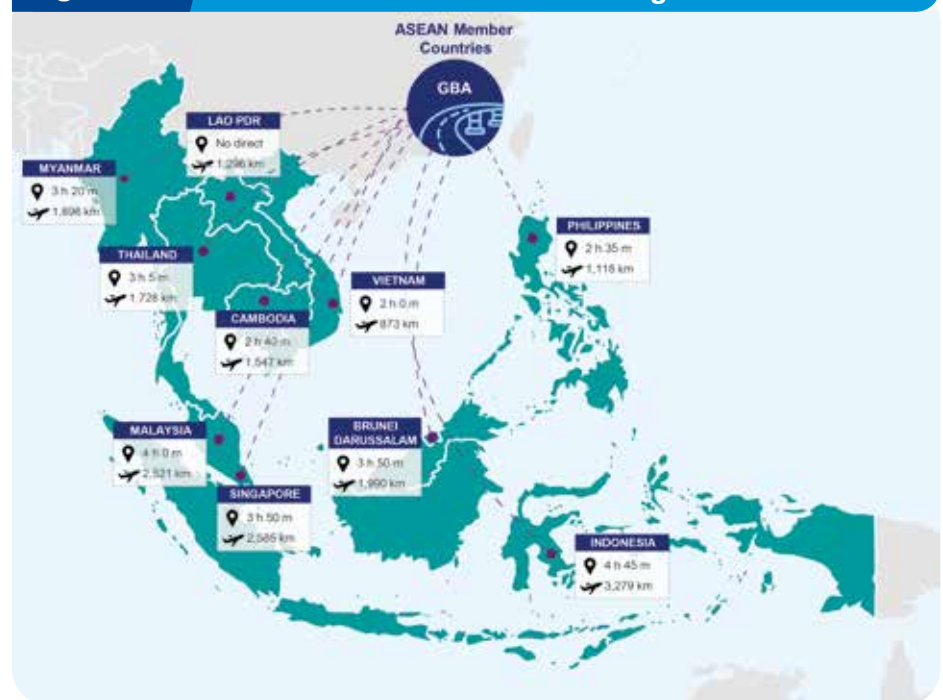 ASEAN Member
Countries
GBA
LAO PDR
No direct
1,296 km
MYANMAR
3 h 20 m
1,896 km
PHILIPPINES
2 h 35 m
1,118 km
THAILAND
3 h 5 m
1,728 km
VIETNAM
2 h 0 m
873 km
CAMBODIA
2 h 40 m
1,547 km
MALAYSIA
4 h 0 m
2,521 km
BRUNEI
DARUSSALAM
3 h 50 m
1,990 km
SINGAPORE
3 h 50 m
2,585 km
INDONESIA
4 h 45 m
3,279 km